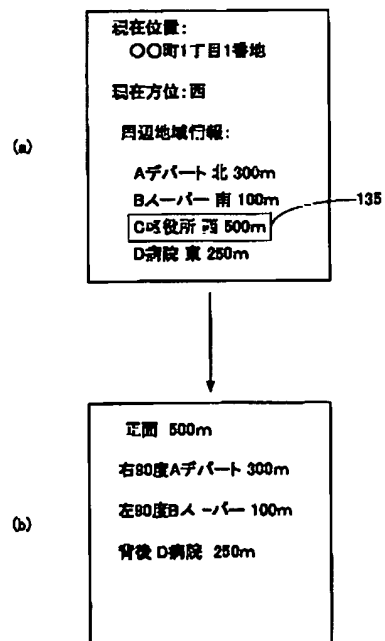 (a)
現在位置:
〇〇町1丁目1番地
現在方位:西
周辺地域情報:
Aデパート 北 300m
Bスーパー 南 100m
C区役所 西 500m
135
D病院 東 250m
(b)
正面 500m
右90度Aデパート 300m
左90度Bスーパー 100m
背後 D病院 250m